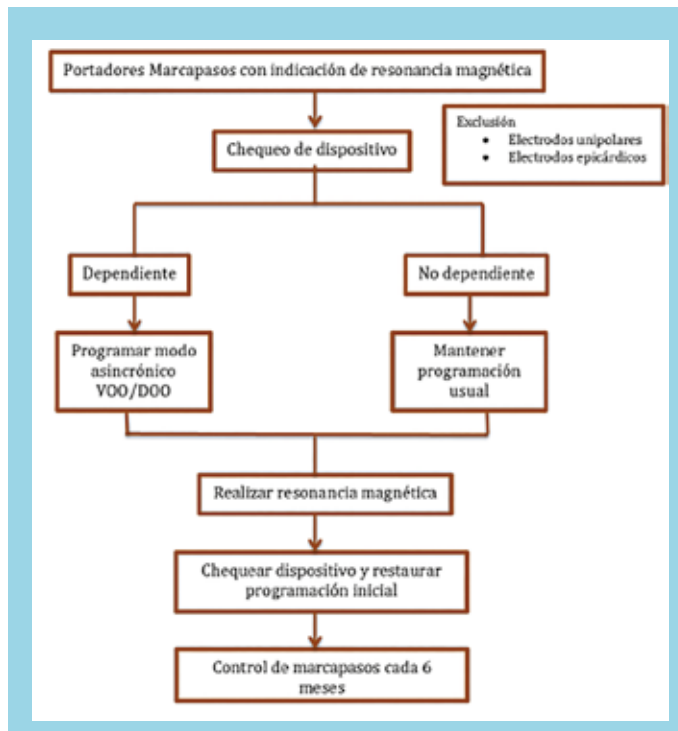 Portadores Marcapasos con indicación de resonancia magnética
Exclusión
• Electrodos unipolares
• Electrodos epicárdicos
Chequeo de dispositivo
Dependiente
No dependiente
Programar modo
asincrónico
VOO/DOO
Mantener
programación
usual
Realizar resonancia magnética
Chequear dispositivo y restaurar
programación inicial
Control de marcapasos cada 6
meses